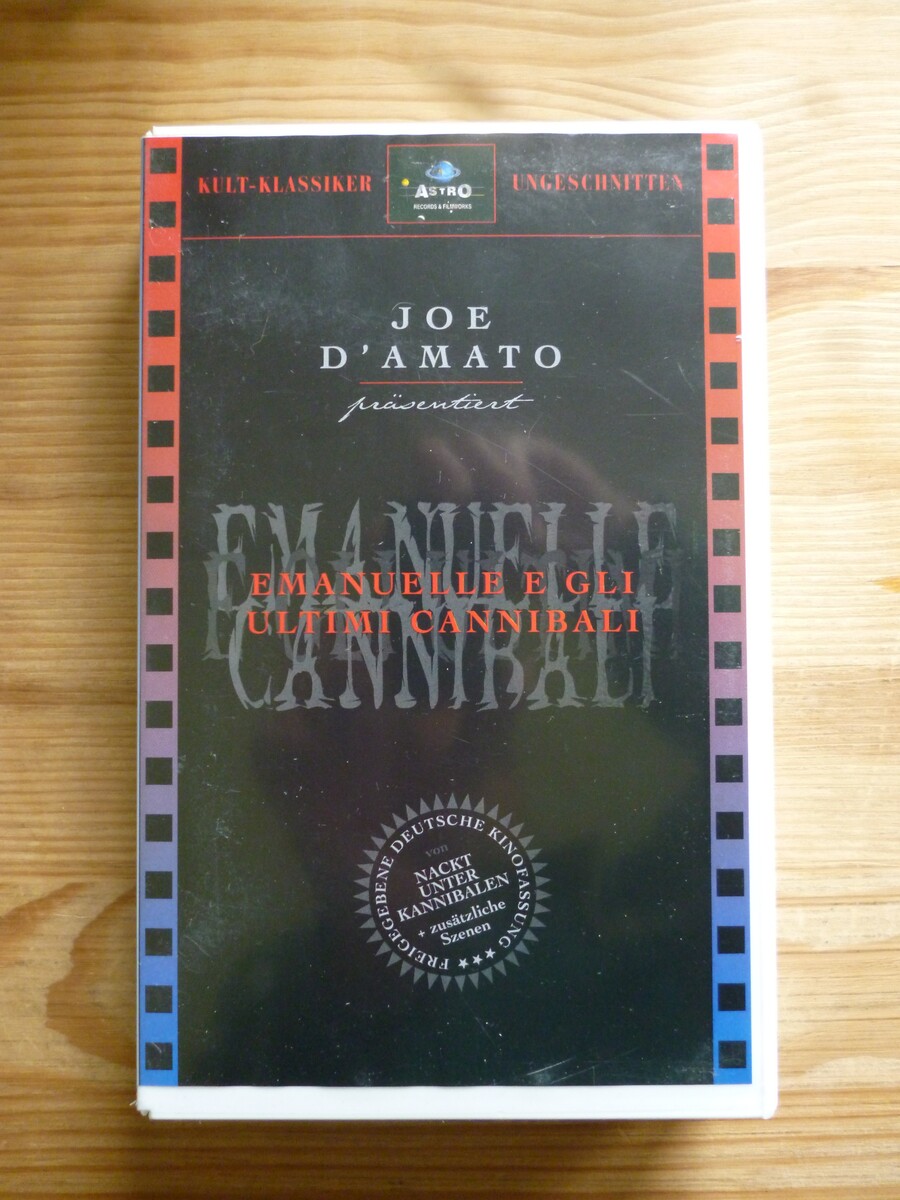 KULT-KLASSIKER
ASTRO
RECORDS & FILMWORKS
UNGESCHNITTEN
JOE
D'AMATO
präsentiert
EMANUELLE
CANNIBALI
EMANUELLE E GLI
ULTIMI CANNIBALI
FREIGEGEBENE DEUTSCHE KINOFASSUNG ★★★
von
NACKT
UNTER
KANNIBALEN
+ zusätzliche
Szenen